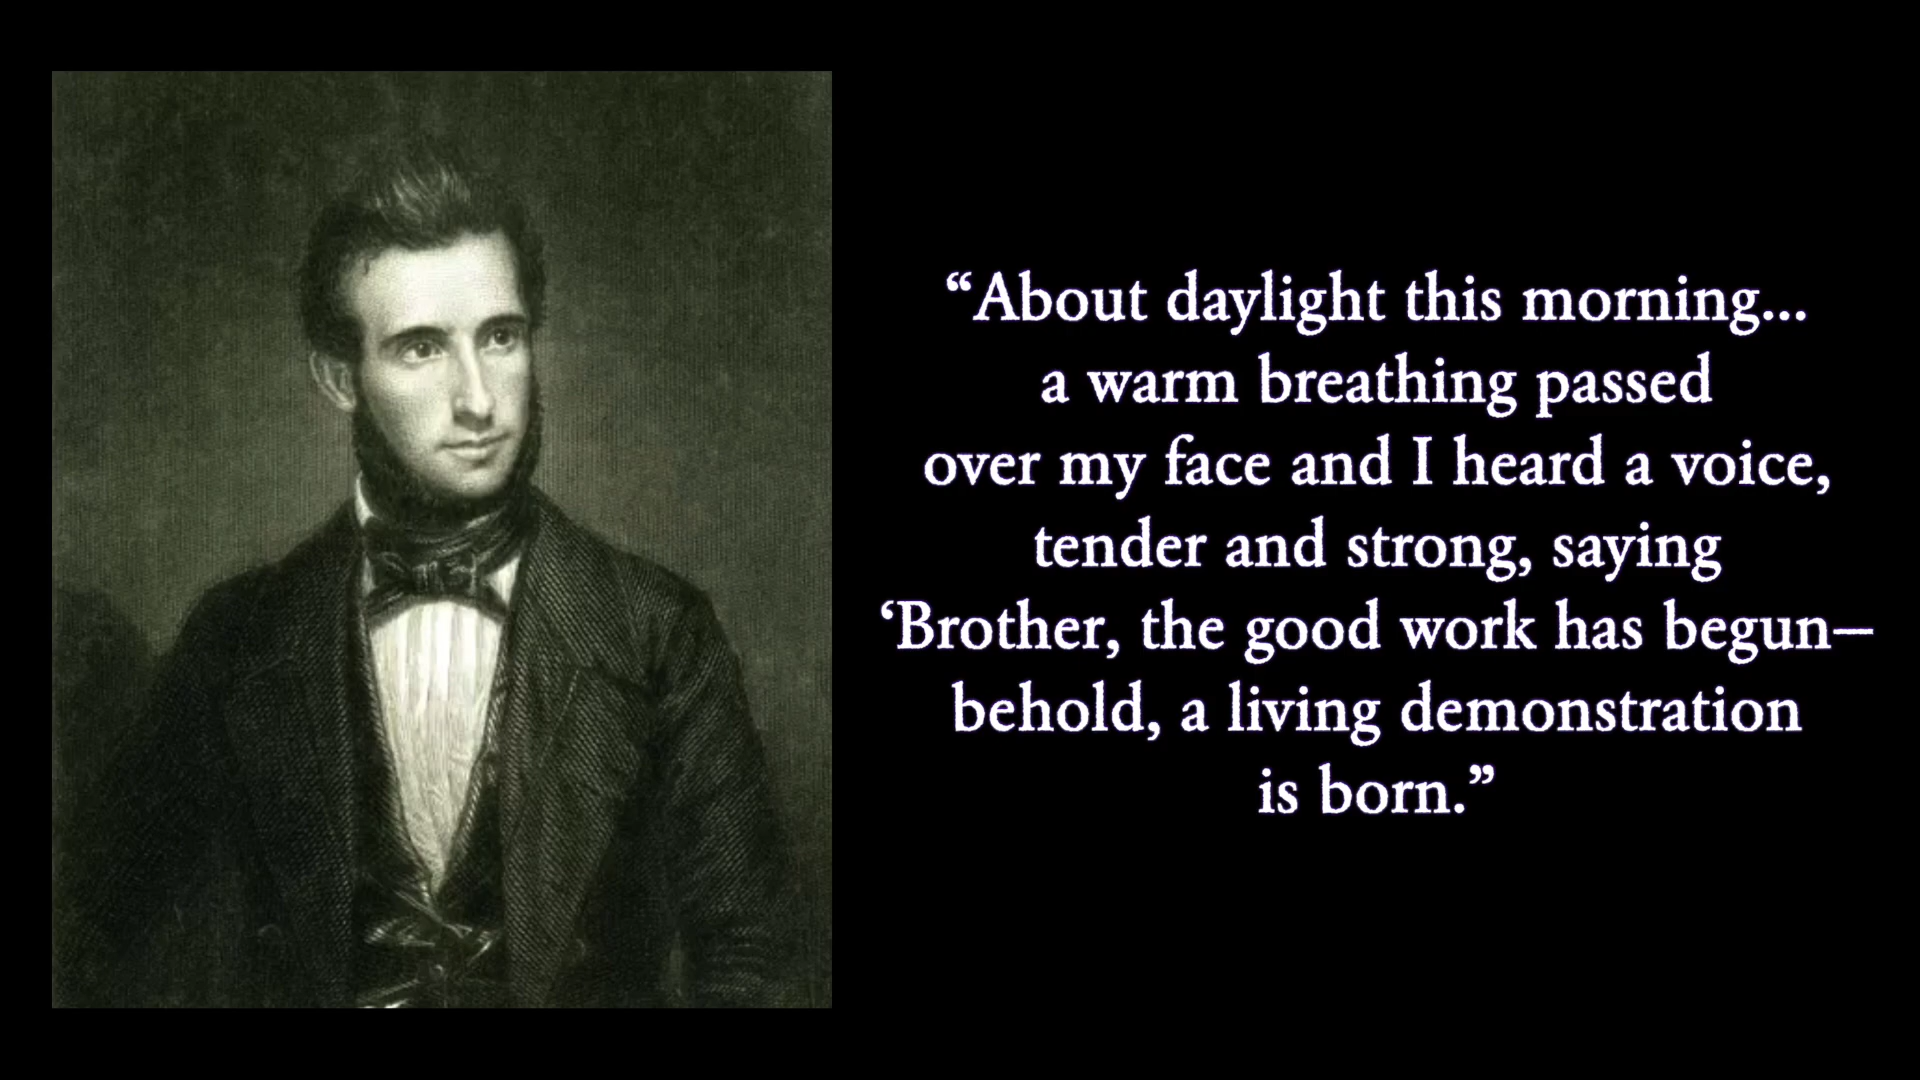 “About daylight this morning...
a warm breathing passed
over my face and I heard a voice,
tender and strong, saying
‘Brother, the good work has begun—
behold, a living demonstration
is born.”